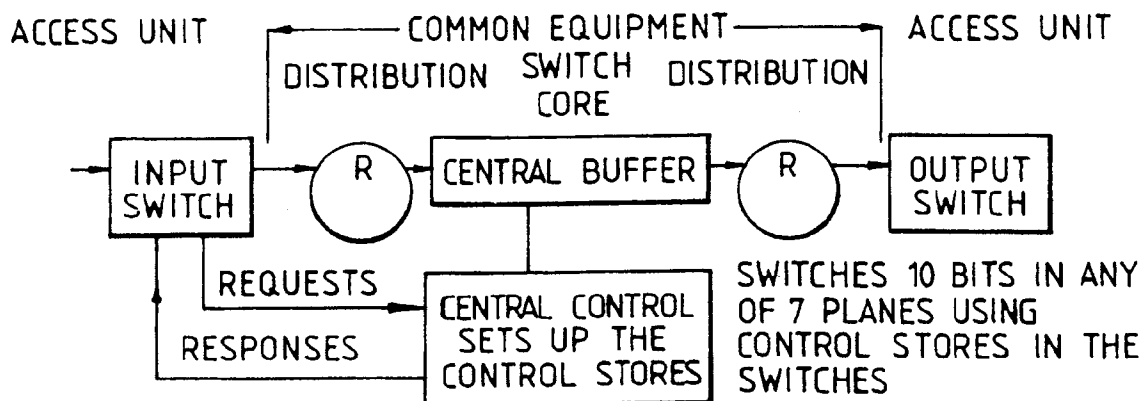 ACCESS UNIT
COMMON EQUIPMENT
ACCESS UNIT
DISTRIBUTION
SWITCH
CORE
DISTRIBUTION
INPUT
SWITCH
R
CENTRAL BUFFER
R
OUTPUT
SWITCH
REQUESTS
RESPONSES
CENTRAL CONTROL
SETS UP THE
CONTROL STORES
SWITCHES 10 BITS IN ANY
OF 7 PLANES USING
CONTROL STORES IN THE
SWITCHES